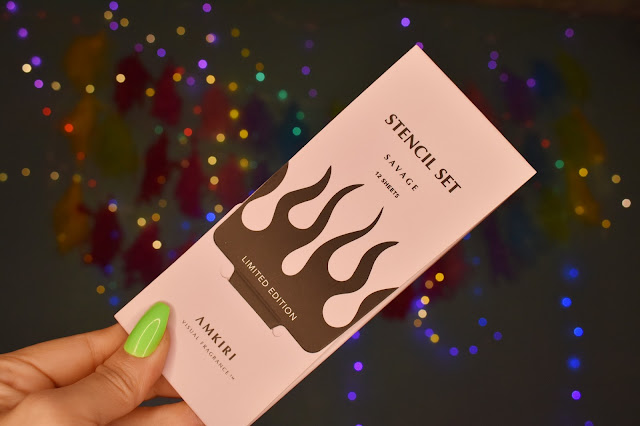 STENCIL SET
SAVAGE
12 SHEETS
LIMITED EDITION
AMKIRI
VISUAL FRAGRANCE™